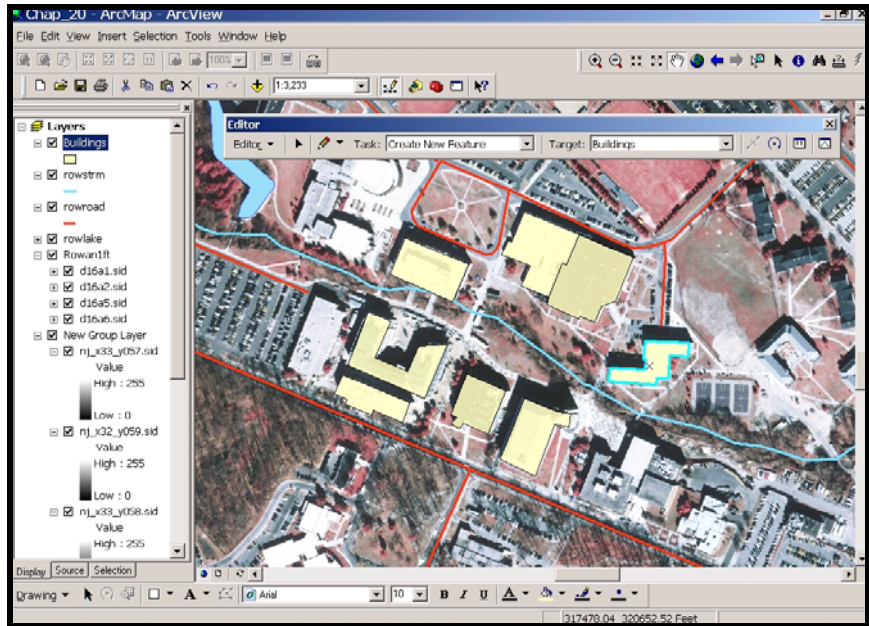 Chap_20 - ArcMap - ArcView
File Edit View Insert Selection Tools Window Help
100%
1:3,233
Layers
Buildings
rowstrm
rowroad
rowlake
Rowan1ft
d16a1.sid
d16a2.sid
d16a5.sid
d16a6.sid
New Group Layer
nj_x33_y057.sid
Value
High : 255
Low : 0
nj_x32_y059.sid
Value
High : 255
Low : 0
nj_x33_y058.sid
Value
High : 255
Display Source Selection
Editor
Editor Task: Create New Feature Target: Buildings
Drawing A Arial 10 B I U A
317478.04 320652.52 Feet